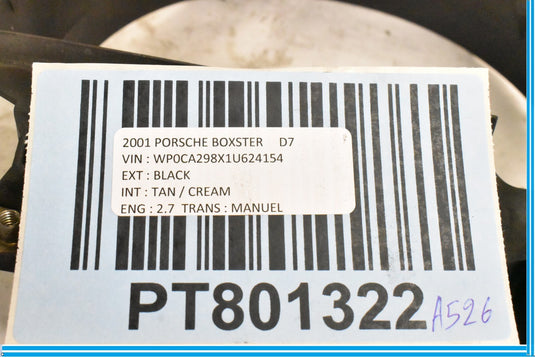 2001 PORSCHE BOXSTER D7
VIN : WP0CA298X1U624154
EXT : BLACK
INT : TAN / CREAM
ENG : 2.7 TRANS : MANUEL
PT801322 A526